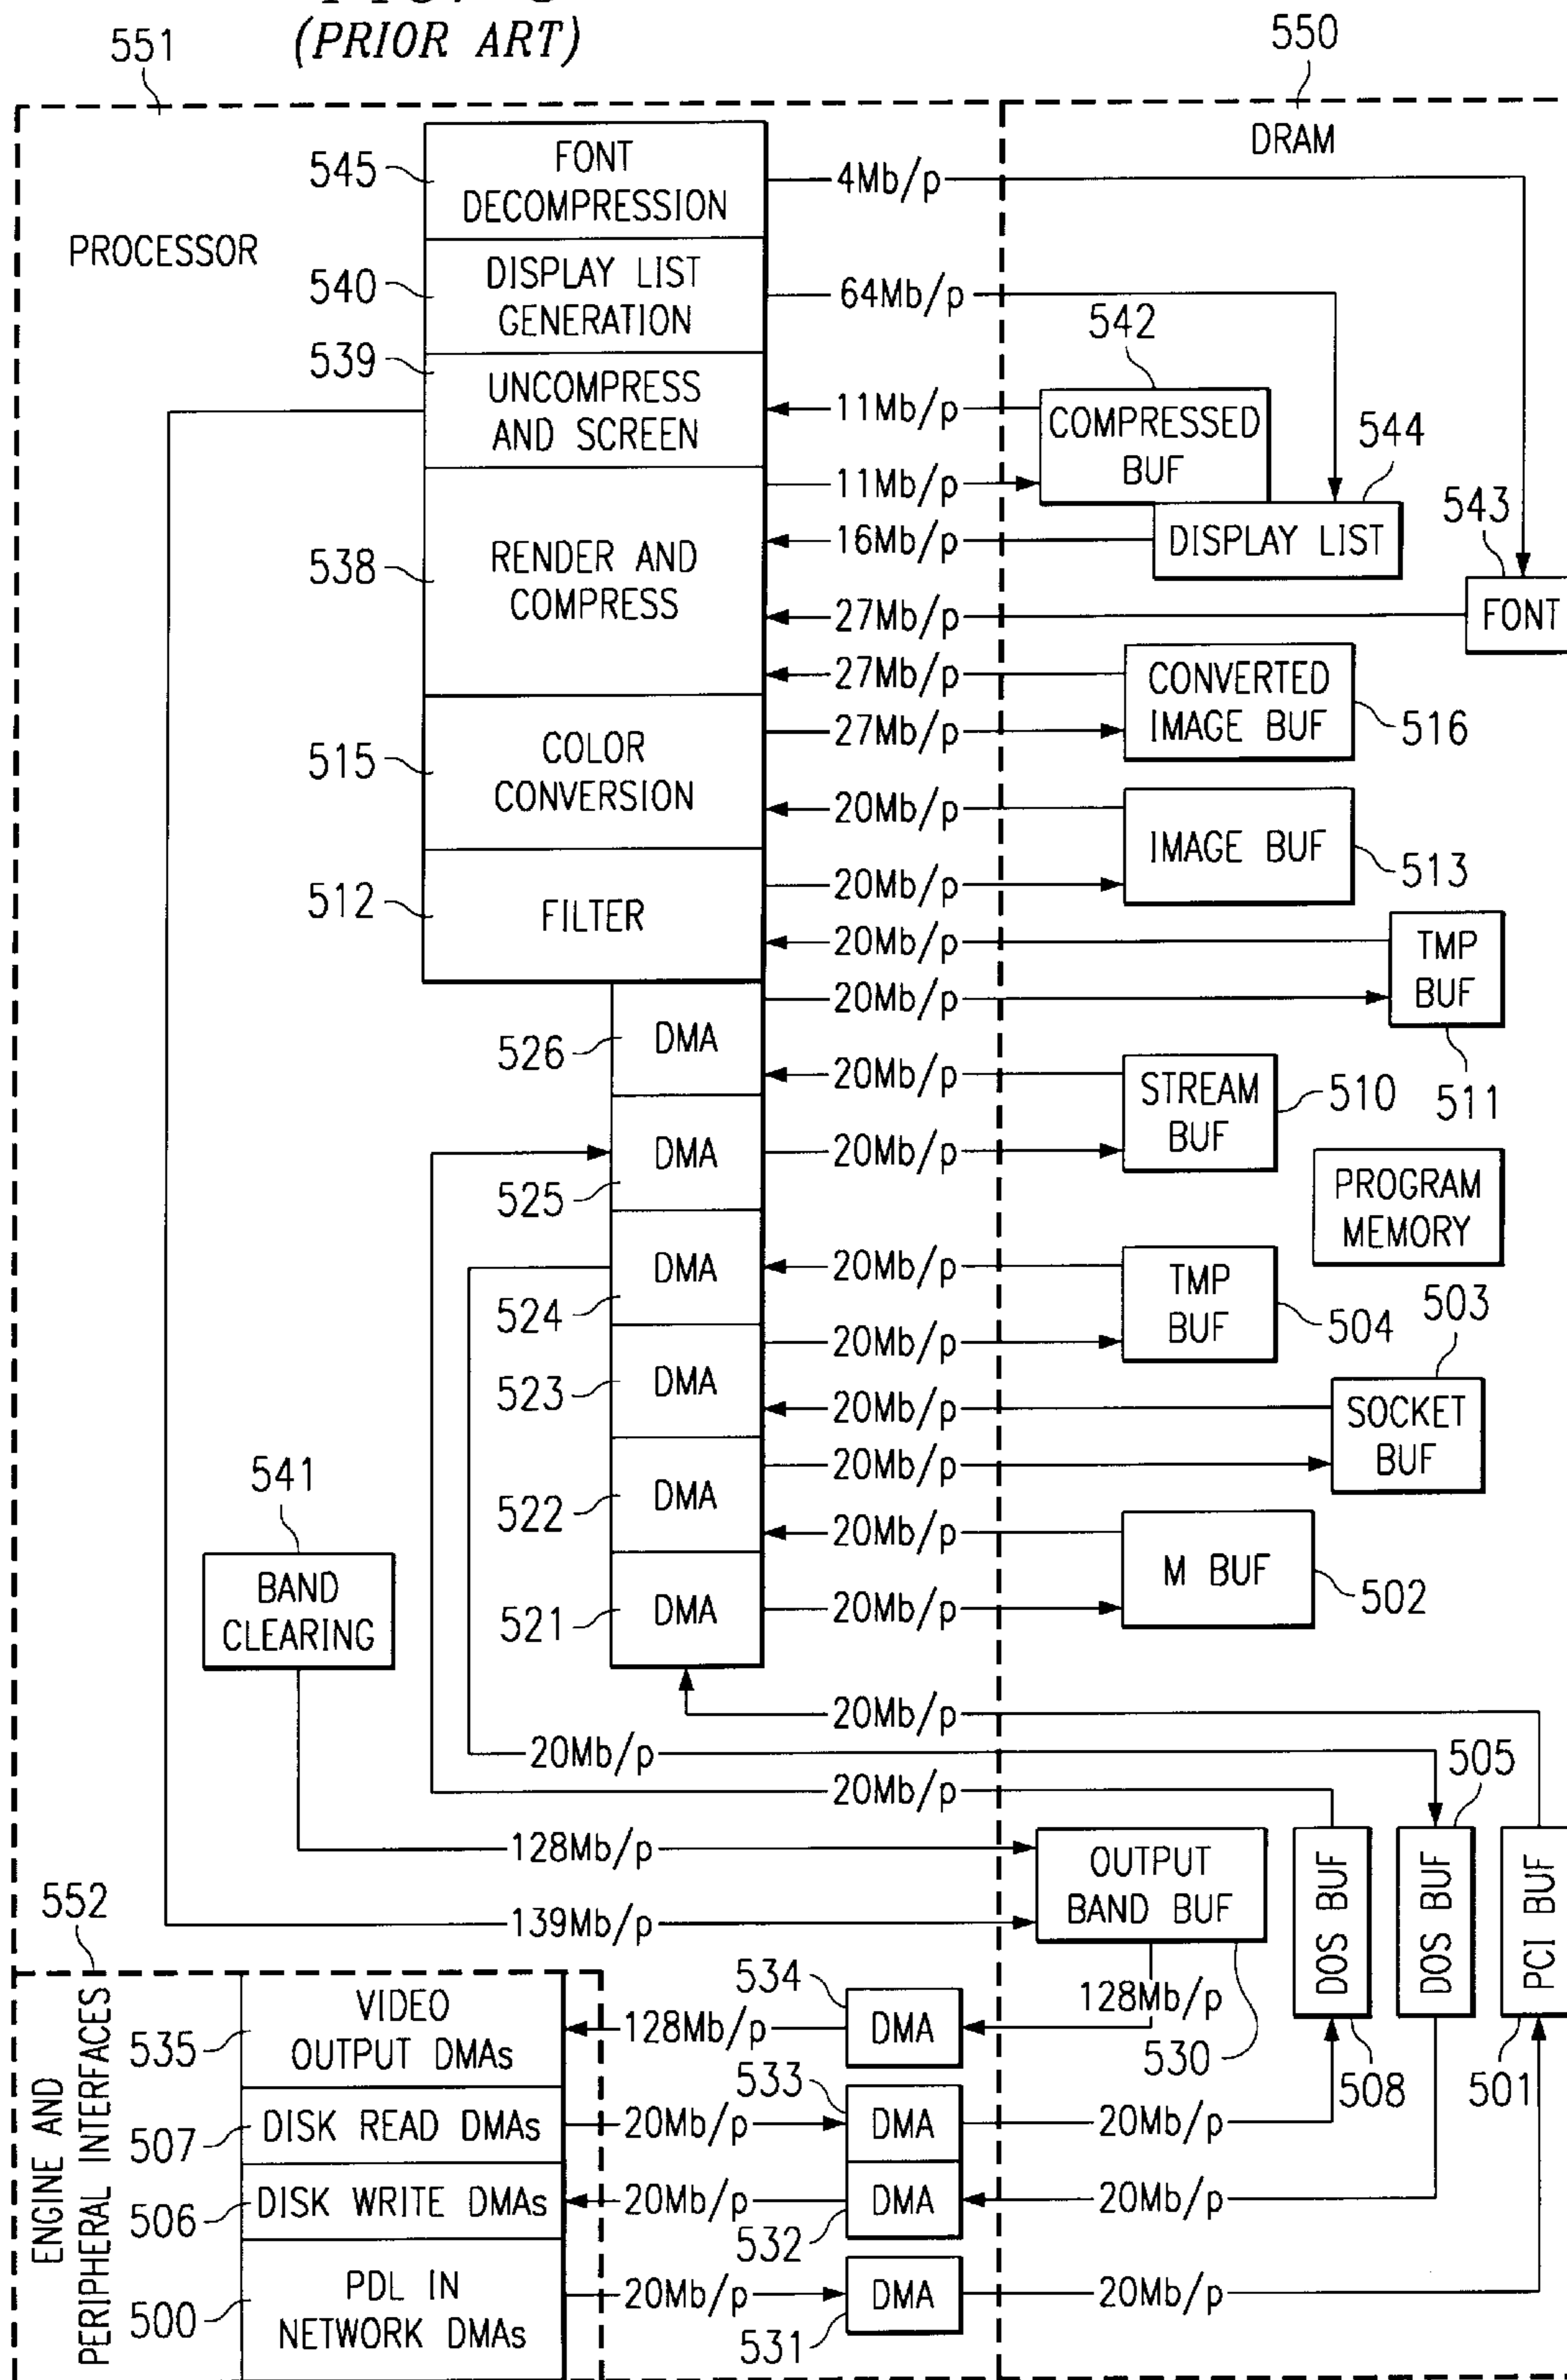 (PRIOR ART)
551
550
DRAM
PROCESSOR
545
FONT
DECOMPRESSION
4Mb/p
540
DISPLAY LIST
GENERATION
64Mb/p
542
539
UNCOMPRESS
AND SCREEN
11Mb/p
COMPRESSED
BUF
544
11Mb/p
543
538
RENDER AND
COMPRESS
16Mb/p
DISPLAY LIST
27Mb/p
FONT
27Mb/p
CONVERTED
IMAGE BUF
516
27Mb/p
515
COLOR
CONVERSION
20Mb/p
IMAGE BUF
513
20Mb/p
512
FILTER
20Mb/p
TMP
BUF
511
20Mb/p
526
DMA
20Mb/p
STREAM
BUF
510
525
DMA
20Mb/p
PROGRAM
MEMORY
524
DMA
20Mb/p
TMP
BUF
504
503
523
DMA
20Mb/p
20Mb/p
SOCKET
BUF
20Mb/p
541
522
DMA
20Mb/p
M BUF
502
BAND
CLEARING
521
DMA
20Mb/p
20Mb/p
20Mb/p
505
20Mb/p
128Mb/p
OUTPUT
BAND BUF
DOS BUF
DOS BUF
PCI BUF
552
139Mb/p
534
128Mb/p
530
508
501
ENGINE AND
PERIPHERAL INTERFACES
535
VIDEO
OUTPUT DMAs
128Mb/p
DMA
533
507
DISK READ DMAs
20Mb/p
DMA
20Mb/p
506
DISK WRITE DMAs
20Mb/p
DMA
20Mb/p
532
500
PDL IN
NETWORK DMAs
20Mb/p
DMA
20Mb/p
531